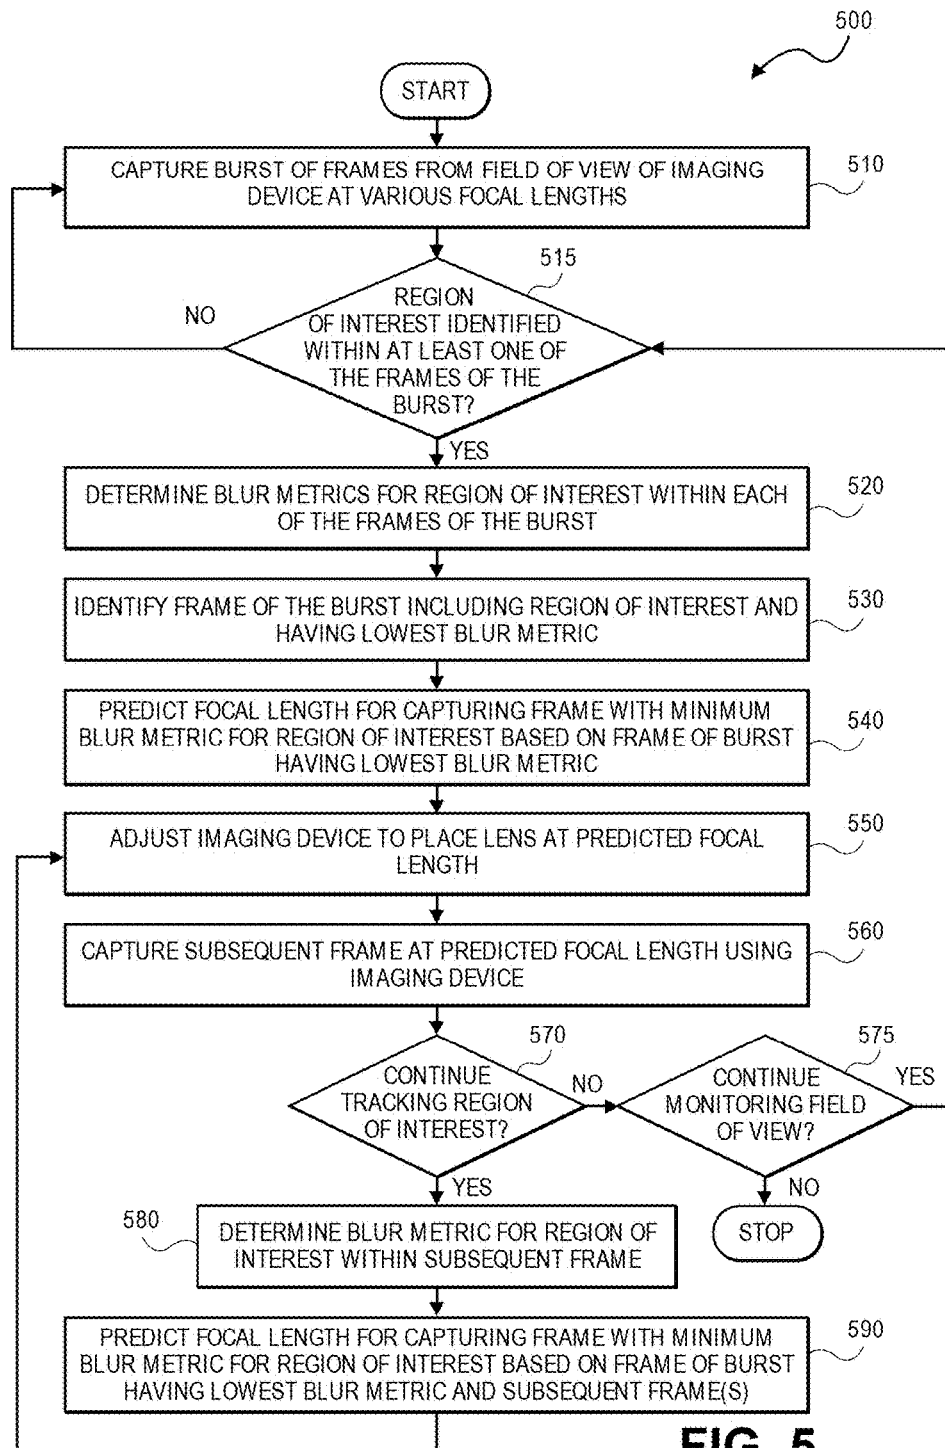 500
START
CAPTURE BURST OF FRAMES FROM FIELD OF VIEW OF IMAGING
DEVICE AT VARIOUS FOCAL LENGTHS
510
515
REGION
OF INTEREST IDENTIFIED
WITHIN AT LEAST ONE OF
THE FRAMES OF THE
BURST?
NO
YES
DETERMINE BLUR METRICS FOR REGION OF INTEREST WITHIN EACH
OF THE FRAMES OF THE BURST
520
IDENTIFY FRAME OF THE BURST INCLUDING REGION OF INTEREST AND
HAVING LOWEST BLUR METRIC
530
PREDICT FOCAL LENGTH FOR CAPTURING FRAME WITH MINIMUM
BLUR METRIC FOR REGION OF INTEREST BASED ON FRAME OF BURST
HAVING LOWEST BLUR METRIC
540
ADJUST IMAGING DEVICE TO PLACE LENS AT PREDICTED FOCAL
LENGTH
550
CAPTURE SUBSEQUENT FRAME AT PREDICTED FOCAL LENGTH USING
IMAGING DEVICE
560
570
CONTINUE
TRACKING REGION
OF INTEREST?
NO
YES
575
CONTINUE
MONITORING FIELD
OF VIEW?
YES
NO
STOP
580
DETERMINE BLUR METRIC FOR REGION OF
INTEREST WITHIN SUBSEQUENT FRAME
PREDICT FOCAL LENGTH FOR CAPTURING FRAME WITH MINIMUM
BLUR METRIC FOR REGION OF INTEREST BASED ON FRAME OF BURST
HAVING LOWEST BLUR METRIC AND SUBSEQUENT FRAME(S)
590
FIG. 5